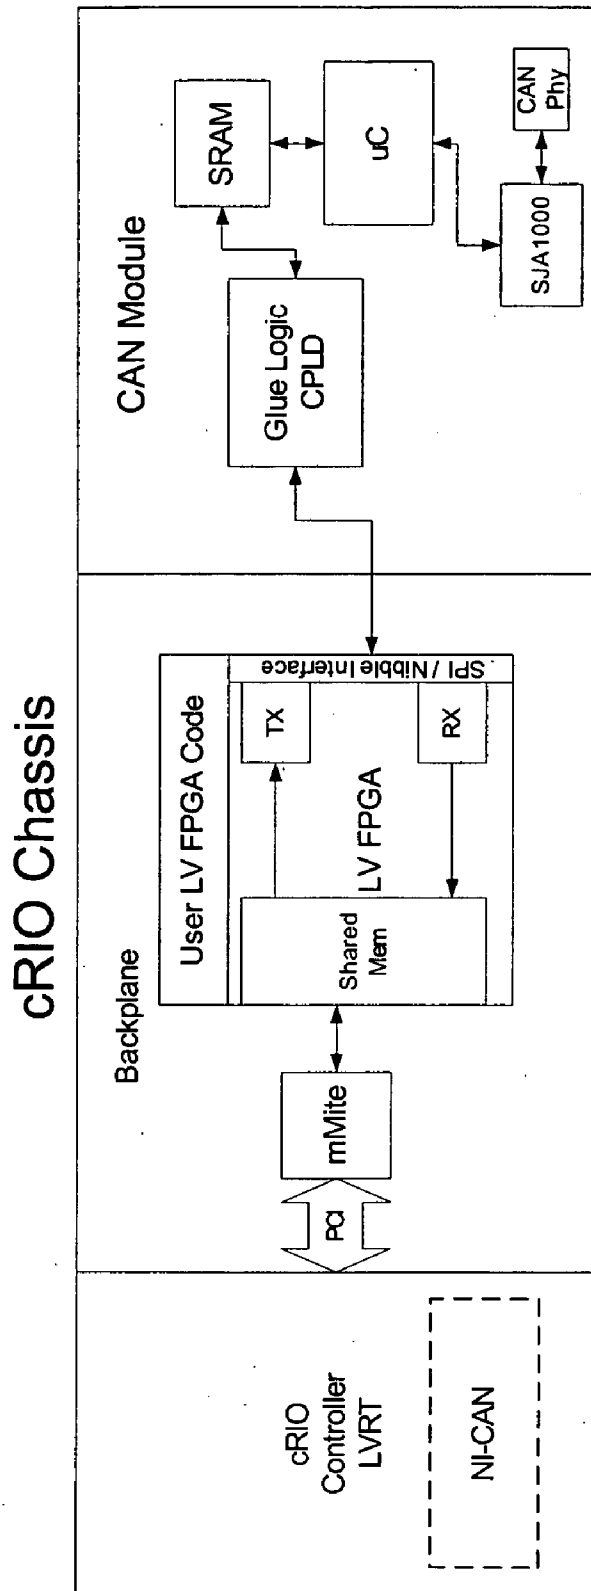 cRIO Chassis
cRIO
Controller
LVRT
NI-CAN
PCI
Backplane
mMite
User LV FPGA Code
Shared
Mem
TX
LV FPGA
RX
SPI / Nibble Interface
CAN Module
Glue Logic
CPLD
SRAM
uC
SJA1000
CAN
Phy